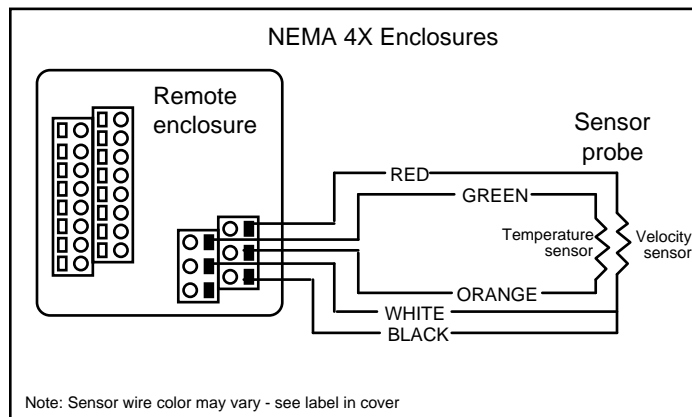 NEMA 4X Enclosures
Remote
enclosure
Sensor
probe
RED
GREEN
Temperature
sensor
Velocity
sensor
ORANGE
WHITE
BLACK
Note: Sensor wire color may vary - see label in cover